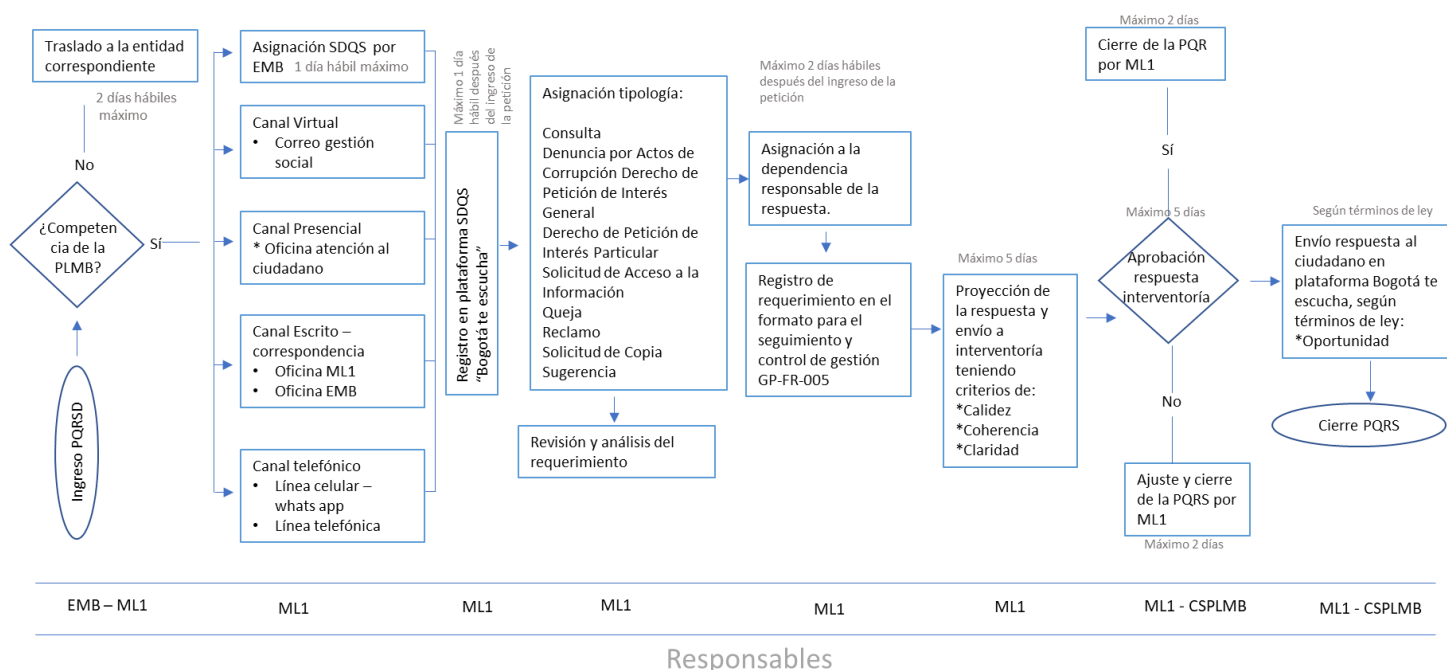 Traslado a la entidad
correspondiente
2 días hábiles
máximo
No
¿Competen
cia de la
PLMB?
Sí
Ingreso PQRSD
Asignación SDQS por
EMB 1 día hábil máximo
Canal Virtual
• Correo gestión
social
Canal Presencial
* Oficina atención al
ciudadano
Canal Escrito –
correspondencia
• Oficina ML1
• Oficina EMB
Canal telefónico
• Línea celular –
whats app
• Línea telefónica
Máximo 1 día
hábil después
del ingreso de
la petición
Registro en plataforma SDQS
“Bogotá te escucha”
Asignación tipología:
Consulta
Denuncia por Actos de
Corrupción Derecho de
Petición de Interés
General
Derecho de Petición de
Interés Particular
Solicitud de Acceso a la
Información
Queja
Reclamo
Solicitud de Copia
Sugerencia
Revisión y análisis del
requerimiento
Máximo 2 días hábiles
después del ingreso de la
petición
Asignación a la
dependencia
responsable de la
respuesta.
Registro de
requerimiento en el
formato para el
seguimiento y
control de gestión
GP-FR-005
Máximo 5 días
Proyección de
la respuesta y
envío a
interventoría
teniendo
criterios de:
*Calidez
*Coherencia
*Claridad
Máximo 2 días
Cierre de la PQR
por ML1
Sí
Máximo 5 días
Aprobación
respuesta
interventoría
No
Ajuste y cierre
de la PQRS por
ML1
Máximo 2 días
Según términos de ley
Envío respuesta al
ciudadano en
plataforma Bogotá te
escucha, según
términos de ley:
*Oportunidad
Cierre PQRS
EMB – ML1
ML1
ML1
ML1
ML1
ML1
ML1 - CSPLMB
ML1 - CSPLMB
Responsables